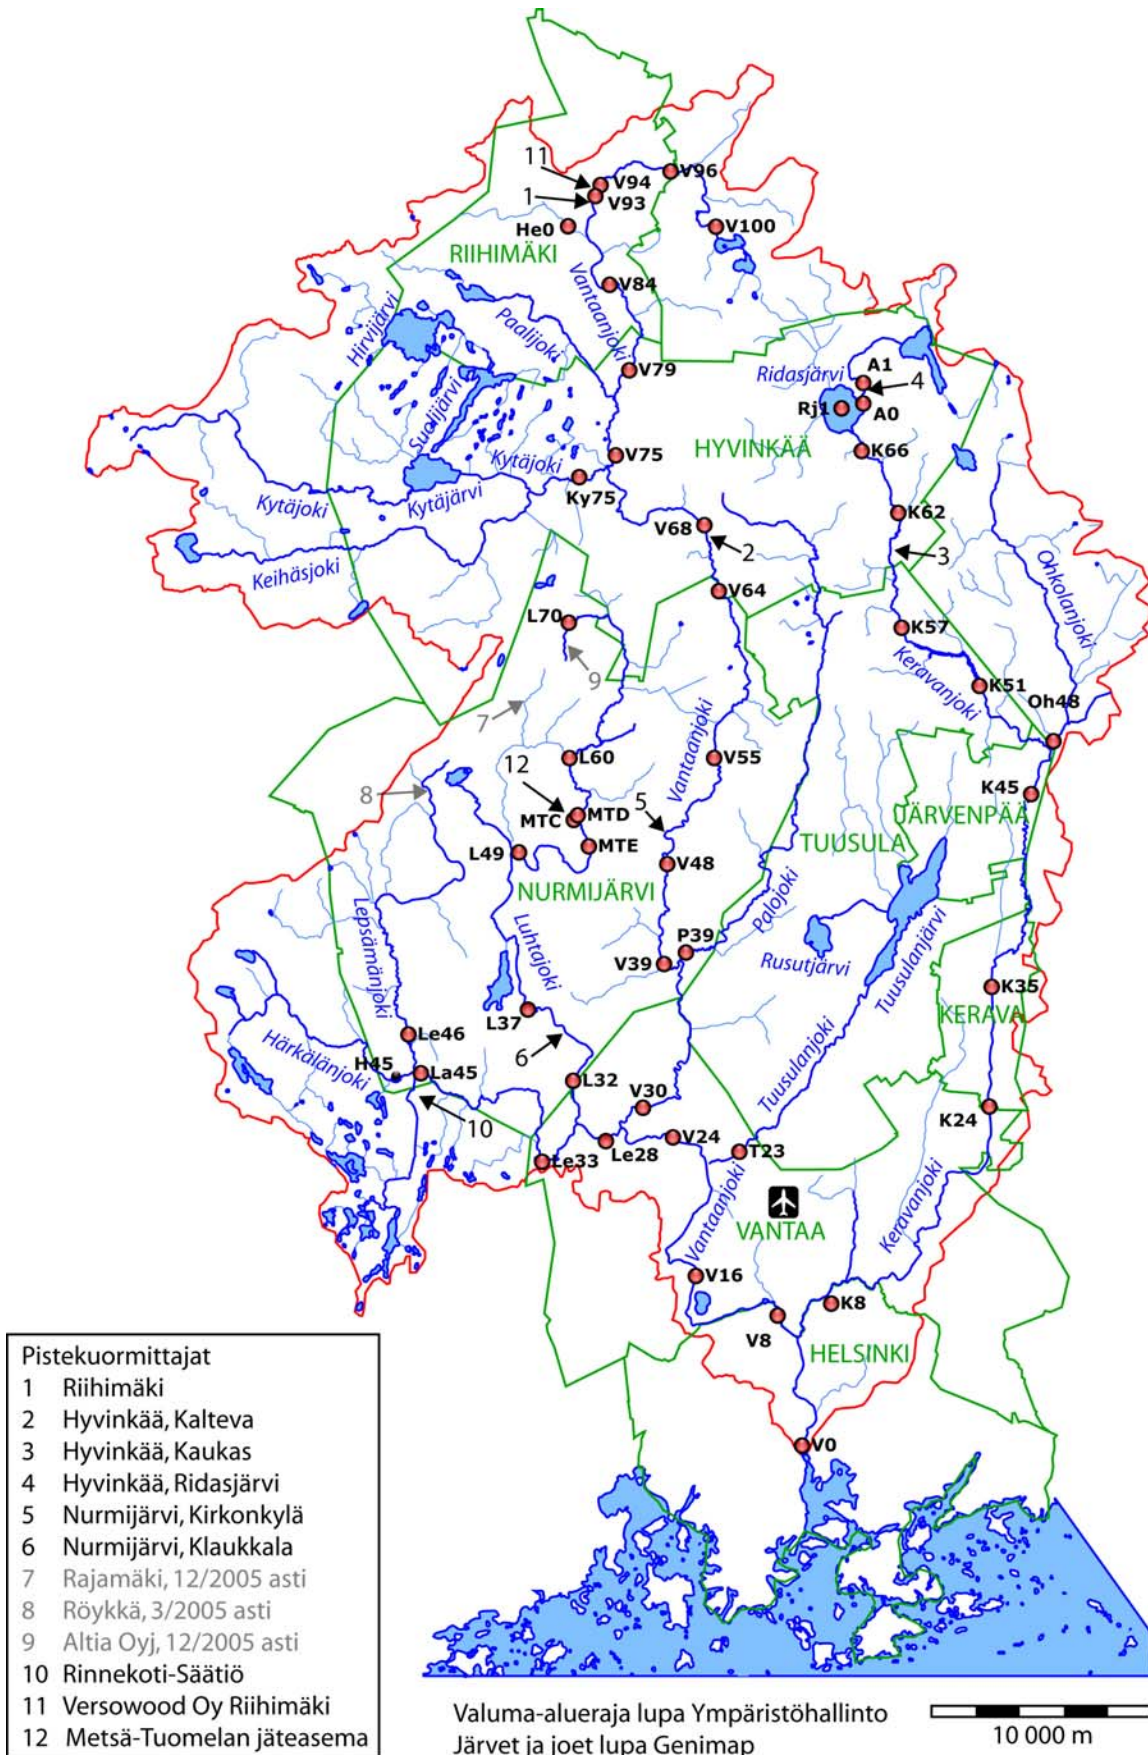 11
V94
V96
1
V93
He0
V100
RIIHIMÄKI
V84
Vantaanjoki
Hirvijärvi
Paalijoki
V79
Ridasjärvi
A1
4
Suolijärvi
Rj1
A0
HYVINKÄÄ
K66
V75
Kytäjoki
Ky75
Kytäjoki
Kytäjärvi
K62
V68
2
3
Keihäsjoki
Ohkolanjoki
V64
L70
K57
9
Keravanjoki
K51
7
Oh48
Vantaanjoki
L60
V55
12
8
5
K45
MTC
MTD
JÄRVENPÄÄ
MTE
TUUSULA
L49
V48
NURMIJÄRVI
Lepsämänjoki
Luhtajoki
Palojoki
P39
V39
Rusutjärvi
Tuusulanjärvi
K35
L37
KERAVA
Le46
6
Härkälänjoki
H45
La45
L32
Tuusulanjoki
V30
K24
10
V24
Le28
T23
Le33
Vantaanjoki
Keravanjoki
VANTAA
V16
K8
V8
HELSINKI
V0
Pistekuormittajat
1 Riihimäki
2 Hyvinkää, Kalteva
3 Hyvinkää, Kaukas
4 Hyvinkää, Ridasjärvi
5 Nurmijärvi, Kirkonkylä
6 Nurmijärvi, Klaukkala
7 Rajamäki, 12/2005 asti
8 Röykkä, 3/2005 asti
9 Altia Oyj, 12/2005 asti
10 Rinnekoti-Säätiö
11 Versowood Oy Riihimäki
12 Metsä-Tuomelan jäteasema
Valuma-alueraja lupa Ympäristöhallinto
Järvet ja joet lupa Genimap
10 000 m